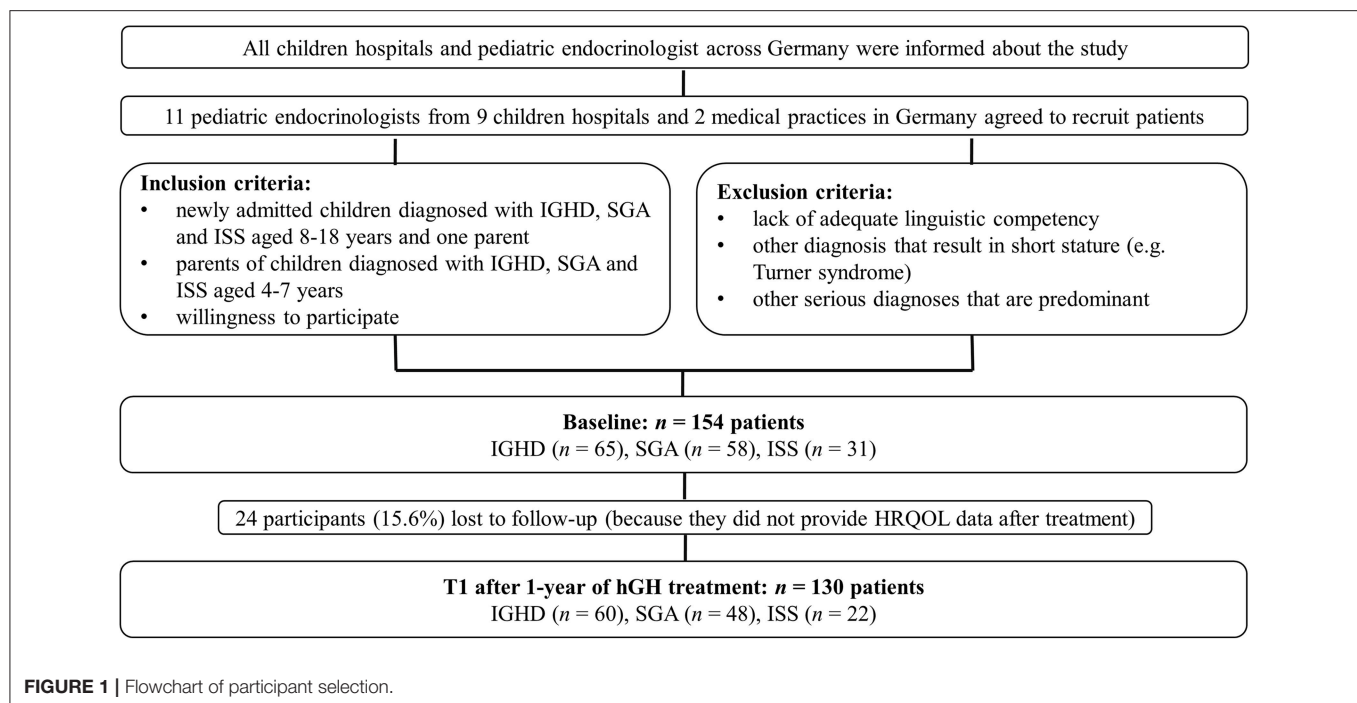 All children hospitals and pediatric endocrinologist across Germany were informed about the study
11 pediatric endocrinologists from 9 children hospitals and 2 medical practices in Germany agreed to recruit patients
Inclusion criteria:
• newly admitted children diagnosed with IGHD, SGA
and ISS aged 8-18 years and one parent
• parents of children diagnosed with IGHD, SGA and
ISS aged 4-7 years
• willingness to participate
Exclusion criteria:
• lack of adequate linguistic competency
• other diagnosis that result in short stature (e.g.
Turner syndrome)
• other serious diagnoses that are predominant
Baseline: n = 154 patients
IGHD (n = 65), SGA (n = 58), ISS (n = 31)
24 participants (15.6%) lost to follow-up (because they did not provide HRQOL data after treatment)
T1 after 1-year of hGH treatment: n = 130 patients
IGHD (n = 60), SGA (n = 48), ISS (n = 22)
FIGURE 1 | Flowchart of participant selection.